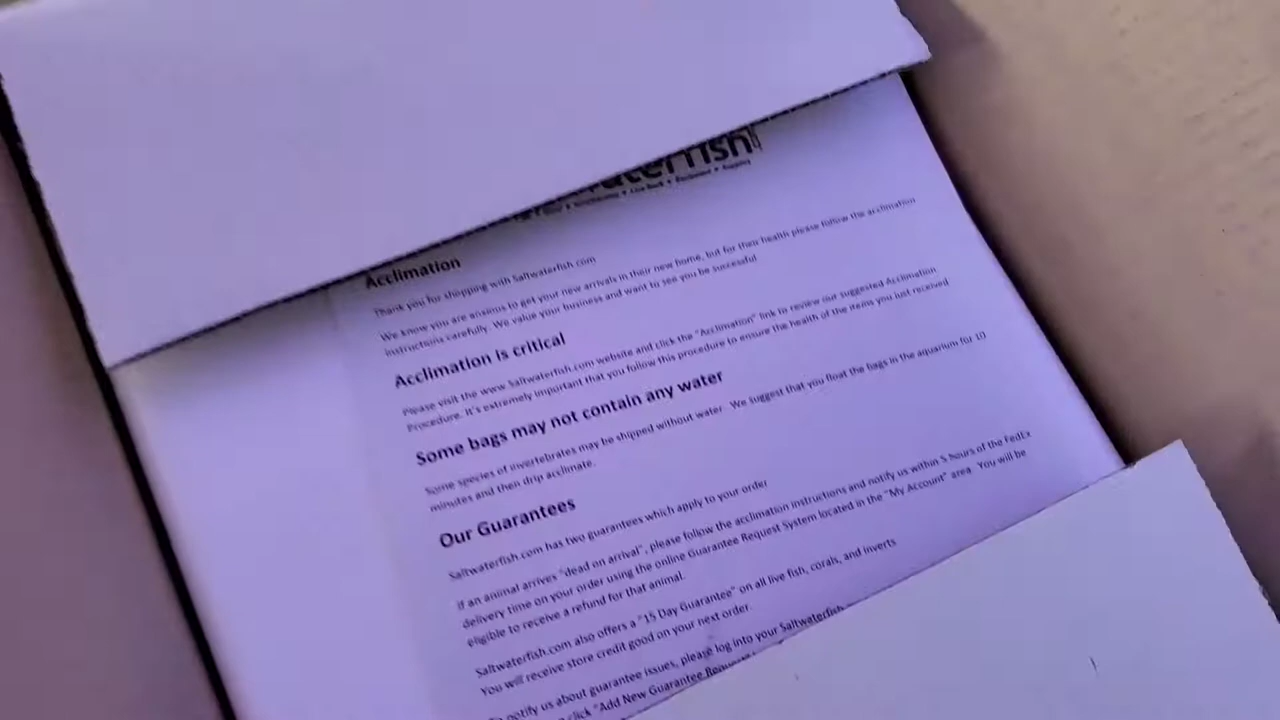 waterfish
Live Rock
Acclimation
Thank you for shopping with Saltwaterfish.com
We know you are anxious to get your new arrivals in their new home, but for their health please follow the acclimation
instructions carefully. We value your business and want to see you be successful
Acclimation is critical
Please visit the www.Saltwaterfish.com website and click the "Acclimation" link to review our suggested Acclimation
Procedure. It's extremely important that you follow this procedure to ensure the health of the items you just received
Some bags may not contain any water
Some species of invertebrates may be shipped without water. We suggest that you float the bags in the aquarium for 10
minutes and then drip acclimate.
Our Guarantees
Saltwaterfish.com has two guarantees which apply to your order
If an animal arrives "dead on arrival", please follow the acclimation instructions and notify us within 5 hours of the FedEx
delivery time on your order using the online Guarantee Request System located in the "My Account" area. You will be
eligible to receive a refund for that animal.
Saltwaterfish.com also offers a "15 Day Guarantee" on all live fish, corals, and inverts
You will receive store credit good on your next order.
To notify us about guarantee issues, please log into your Saltwaterfish
click "Add New Guarantee Request